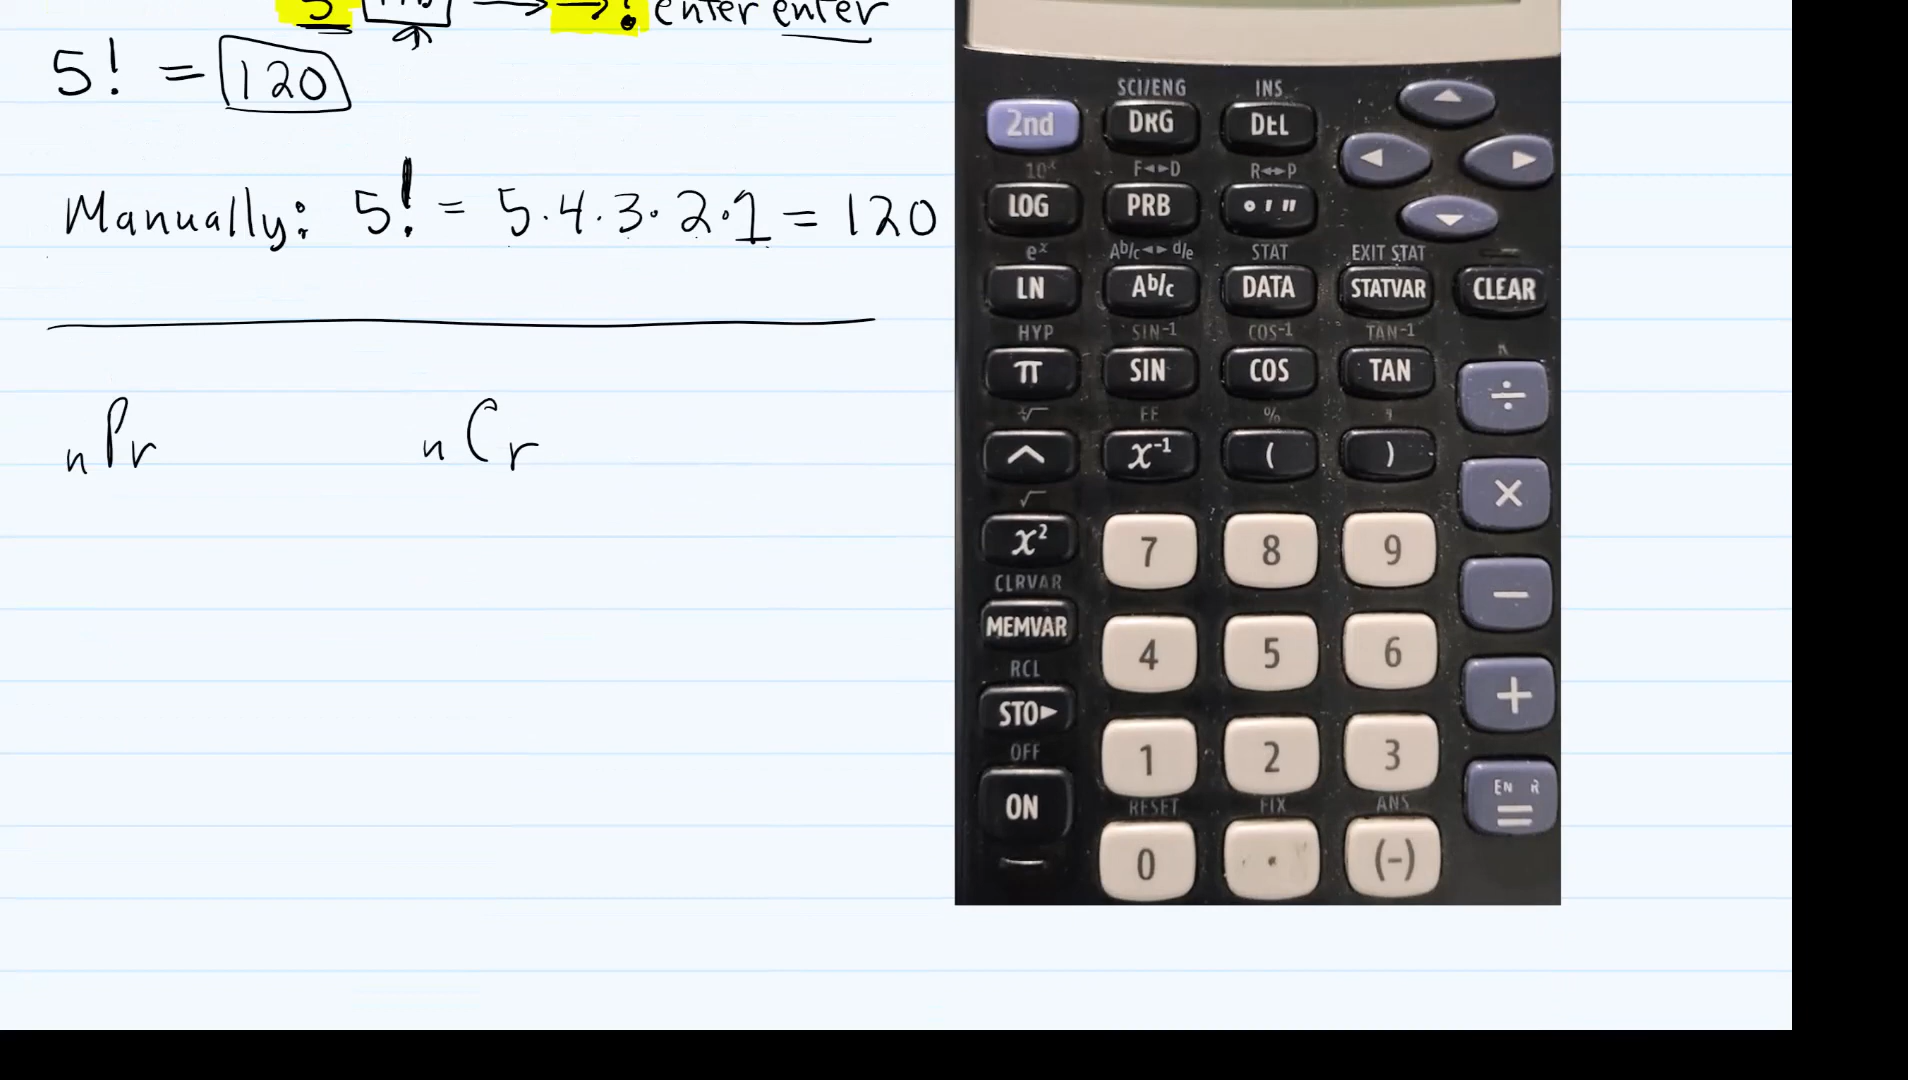 5 → →! enter enter
5! = 120
Manually: 5! = 5·4·3·2·1 = 120
nPr nCr
SCI/ENG INS
2nd DRG DEL
10ˣ F◄►D R◄►P
LOG PRB ° ' "
eˣ Ab/c◄► d/e STAT EXIT STAT
LN Ab/c DATA STATVAR CLEAR
HYP SIN⁻¹ COS⁻¹ TAN⁻¹ K
π SIN COS TAN ÷
ˣ√ EE % ,
^ x⁻¹ ( )
√ ×
x² 7 8 9
CLRVAR −
MEMVAR 4 5 6
RCL +
STO► 1 2 3
OFF EN R
ON RESET FIX ANS =
0 . (-)